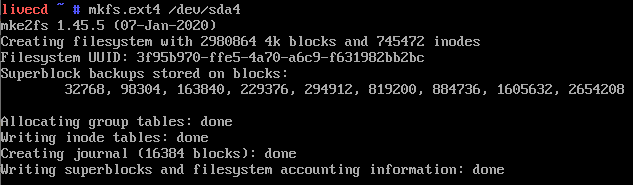 livecd ~ # mkfs.ext4 /dev/sda4
mke2fs 1.45.5 (07-Jan-2020)
Creating filesystem with 2980864 4k blocks and 745472 inodes
Filesystem UUID: 3f95b970-ffe5-4a70-a6c9-f631982bb2bc
Superblock backups stored on blocks:
32768, 98304, 163840, 229376, 294912, 819200, 884736, 1605632, 2654208
Allocating group tables: done
Writing inode tables: done
Creating journal (16384 blocks): done
Writing superblocks and filesystem accounting information: done